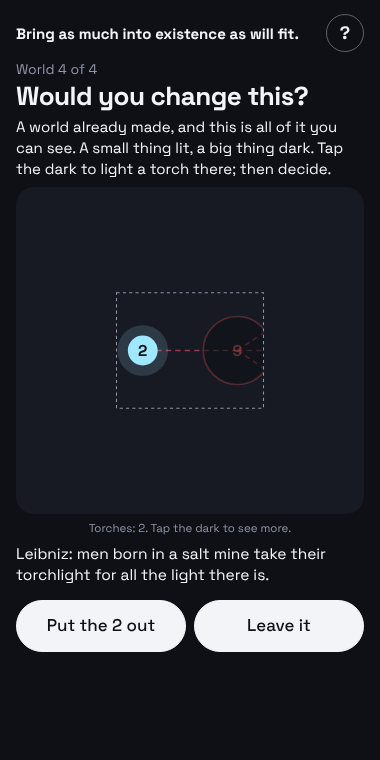 Bring as much into existence as will fit.
?
World 4 of 4
Would you change this?
A world already made, and this is all of it you
can see. A small thing lit, a big thing dark. Tap
the dark to light a torch there; then decide.
2
9
Torches: 2. Tap the dark to see more.
Leibniz: men born in a salt mine take their
torchlight for all the light there is.
Put the 2 out
Leave it